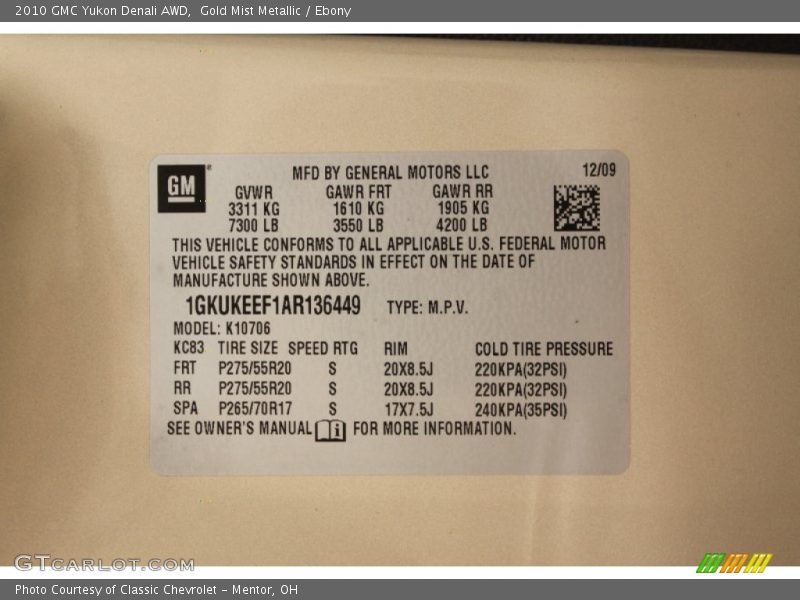 2010 GMC Yukon Denali AWD,  Gold Mist Metallic / Ebony
GM
MFD BY GENERAL MOTORS LLC 12/09
GVWR GAWR FRT GAWR RR
3311 KG 1610 KG 1905 KG
7300 LB 3550 LB 4200 LB
THIS VEHICLE CONFORMS TO ALL APPLICABLE U.S. FEDERAL MOTOR
VEHICLE SAFETY STANDARDS IN EFFECT ON THE DATE OF
MANUFACTURE SHOWN ABOVE.
1GKUKEEF1AR136449 TYPE: M.P.V.
MODEL: K10706
KC83 TIRE SIZE SPEED RTG RIM COLD TIRE PRESSURE
FRT P275/55R20 S 20X8.5J 220KPA(32PSI)
RR P275/55R20 S 20X8.5J 220KPA(32PSI)
SPA P265/70R17 S 17X7.5J 240KPA(35PSI)
SEE OWNER'S MANUAL i FOR MORE INFORMATION.
GTCARLOT.COM
Photo Courtesy of Classic Chevrolet - Mentor, OH